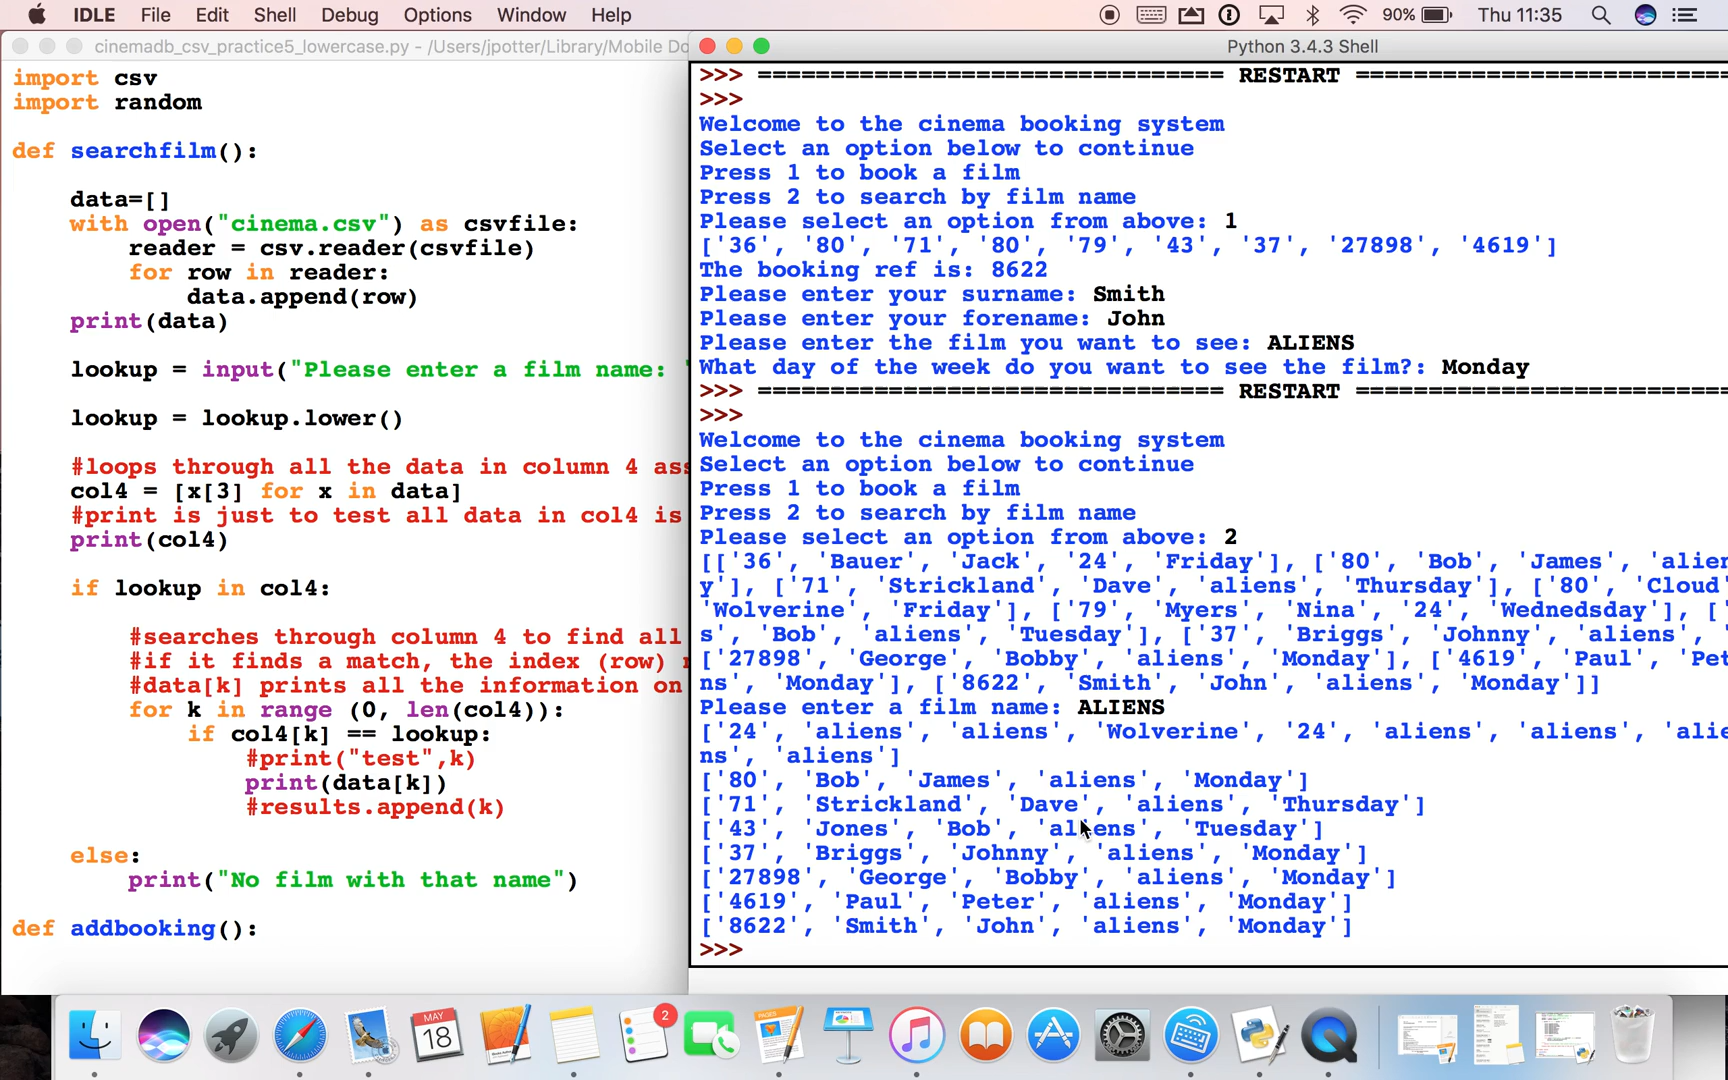 IDLE File Edit Shell Debug Options Window Help 90% Thu 11:35
cinemadb_csv_practice5_lowercase.py - /Users/jpotter/Library/Mobile Do
import csv
import random
def searchfilm():
data=[]
with open("cinema.csv") as csvfile:
reader = csv.reader(csvfile)
for row in reader:
data.append(row)
print(data)
lookup = input("Please enter a film name:
lookup = lookup.lower()
#loops through all the data in column 4 ass
col4 = [x[3] for x in data]
#print is just to test all data in col4 is
print(col4)
if lookup in col4:
#searches through column 4 to find all
#if it finds a match, the index (row)
#data[k] prints all the information on
for k in range (0, len(col4)):
if col4[k] == lookup:
#print("test",k)
print(data[k])
#results.append(k)
else:
print("No film with that name")
def addbooking():
Python 3.4.3 Shell
>>> ================================ RESTART ==========================
>>>
Welcome to the cinema booking system
Select an option below to continue
Press 1 to book a film
Press 2 to search by film name
Please select an option from above: 1
['36', '80', '71', '80', '79', '43', '37', '27898', '4619']
The booking ref is: 8622
Please enter your surname: Smith
Please enter your forename: John
Please enter the film you want to see: ALIENS
What day of the week do you want to see the film?: Monday
>>> ================================ RESTART ==========================
>>>
Welcome to the cinema booking system
Select an option below to continue
Press 1 to book a film
Press 2 to search by film name
Please select an option from above: 2
[['36', 'Bauer', 'Jack', '24', 'Friday'], ['80', 'Bob', 'James', 'alien
y'], ['71', 'Strickland', 'Dave', 'aliens', 'Thursday'], ['80', 'Cloud'
'Wolverine', 'Friday'], ['79', 'Myers', 'Nina', '24', 'Wednesday'], ['
s', 'Bob', 'aliens', 'Tuesday'], ['37', 'Briggs', 'Johnny', 'aliens',
['27898', 'George', 'Bobby', 'aliens', 'Monday'], ['4619', 'Paul', 'Pet
ns', 'Monday'], ['8622', 'Smith', 'John', 'aliens', 'Monday']]
Please enter a film name: ALIENS
['24', 'aliens', 'aliens', 'Wolverine', '24', 'aliens', 'aliens', 'alie
ns', 'aliens']
['80', 'Bob', 'James', 'aliens', 'Monday']
['71', 'Strickland', 'Dave', 'aliens', 'Thursday']
['43', 'Jones', 'Bob', 'aliens', 'Tuesday']
['37', 'Briggs', 'Johnny', 'aliens', 'Monday']
['27898', 'George', 'Bobby', 'aliens', 'Monday']
['4619', 'Paul', 'Peter', 'aliens', 'Monday']
['8622', 'Smith', 'John', 'aliens', 'Monday']
>>>
MAY
18
2
PAGES